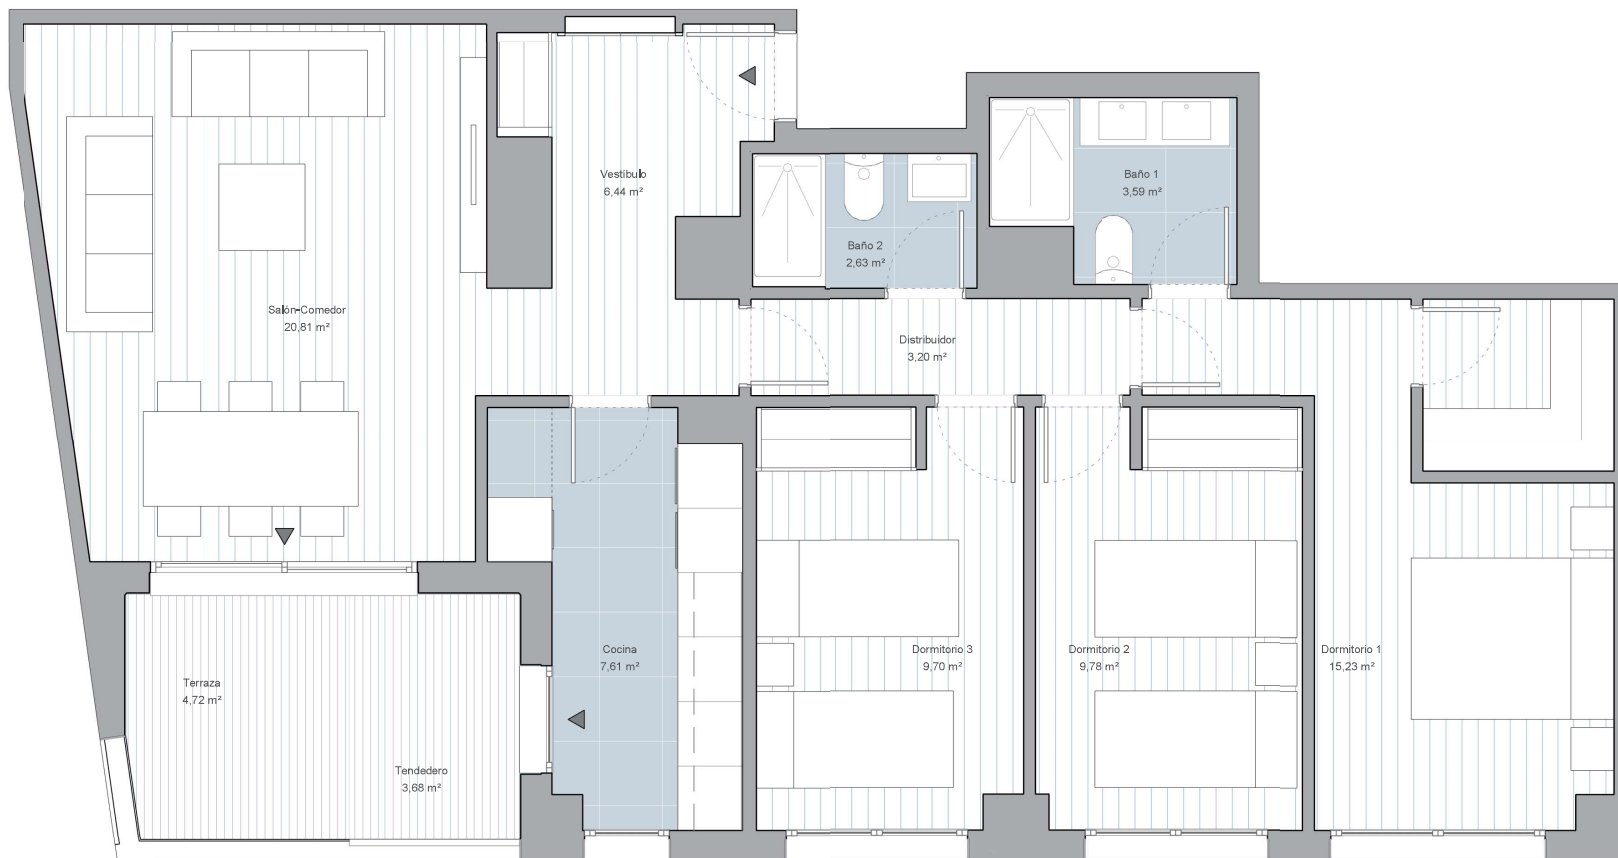 Vestíbulo
6,44 m²
Baño 1
3,59 m²
Baño 2
2,63 m²
Salón-Comedor
20,81 m²
Distribuidor
3,20 m²
Cocina
7,61 m²
Dormitorio 3
9,70 m²
Dormitorio 2
9,78 m²
Dormitorio 1
15,23 m²
Terraza
4,72 m²
Tendedero
3,68 m²